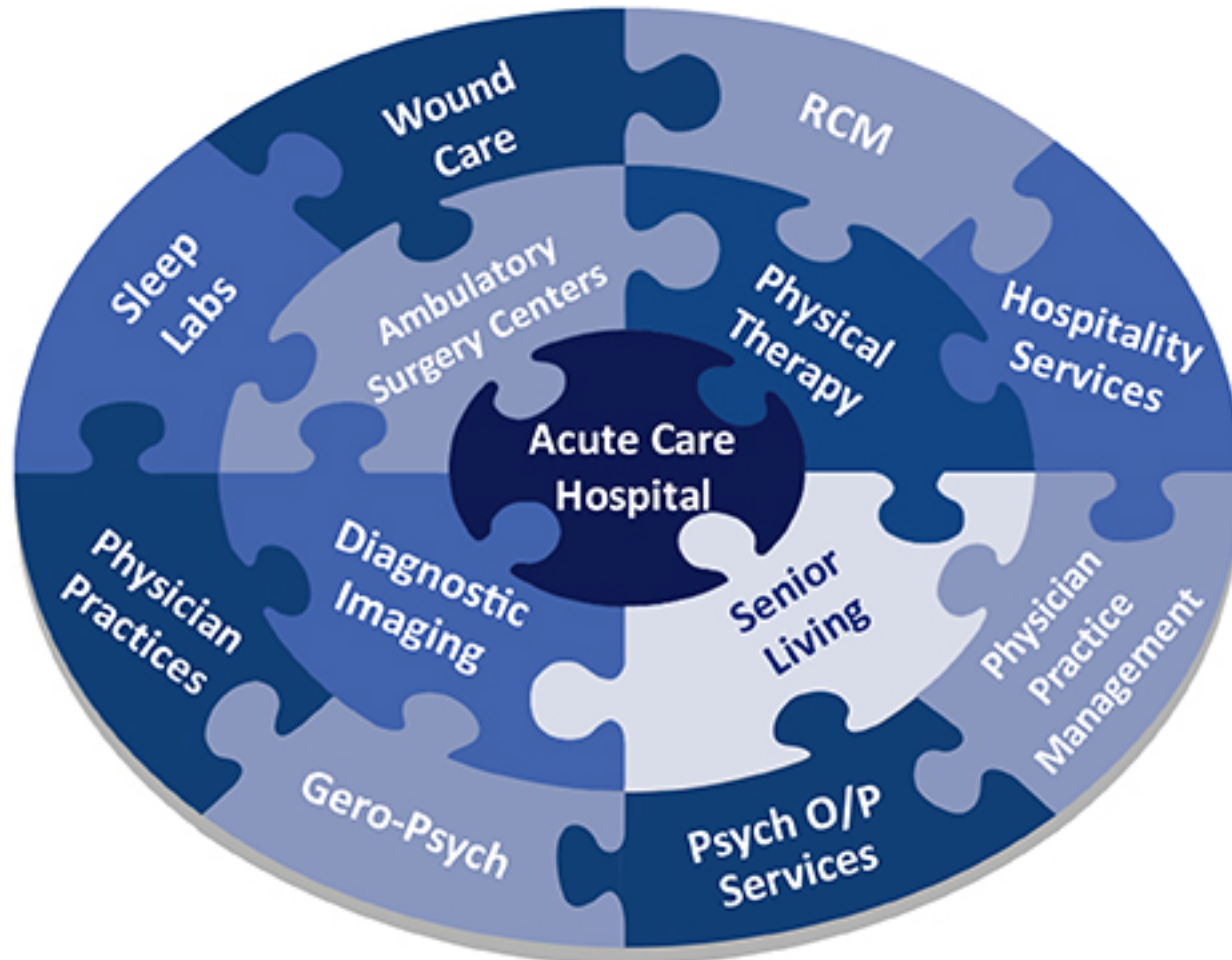 Wound
Care
RCM
Sleep
Labs
Ambulatory
Surgery Centers
Physical
Therapy
Hospitality
Services
Acute Care
Hospital
Physician
Practices
Diagnostic
Imaging
Senior
Living
Physician
Practice
Management
Gero-Psych
Psych O/P
Services